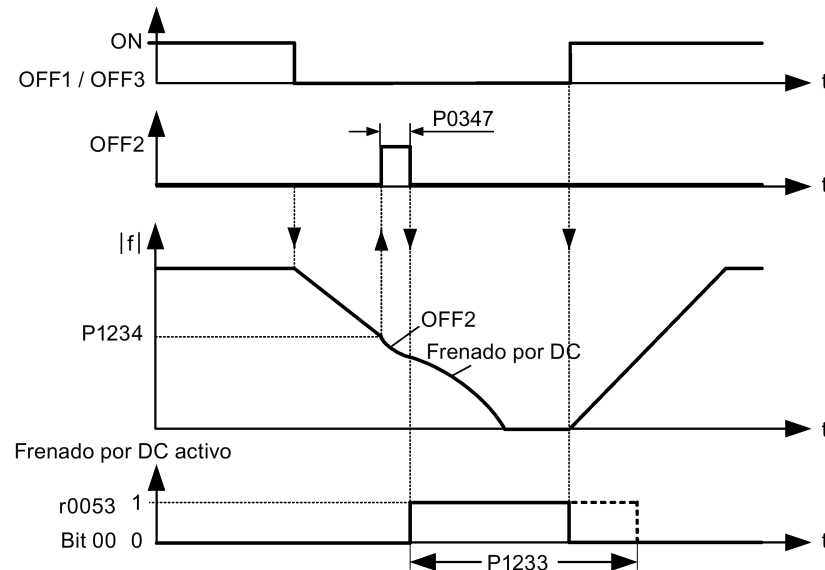 ON
OFF1 / OFF3
t
P0347
OFF2
t
|f|
P1234
OFF2
Frenado por DC
t
Frenado por DC activo
r0053 1
Bit 00 0
t
P1233